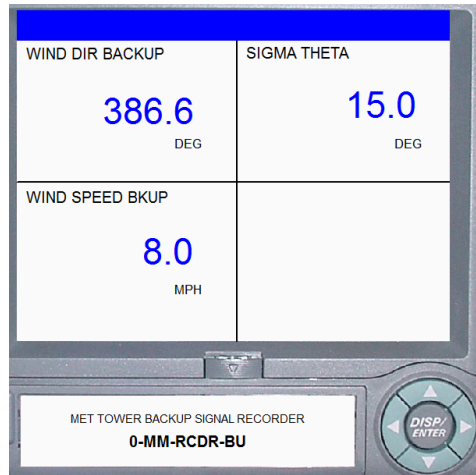 WIND DIR BACKUP
386.6
DEG
SIGMA THETA
15.0
DEG
WIND SPEED BKUP
8.0
MPH
MET TOWER BACKUP SIGNAL RECORDER
0-MM-RCDR-BU
DISP/
ENTER